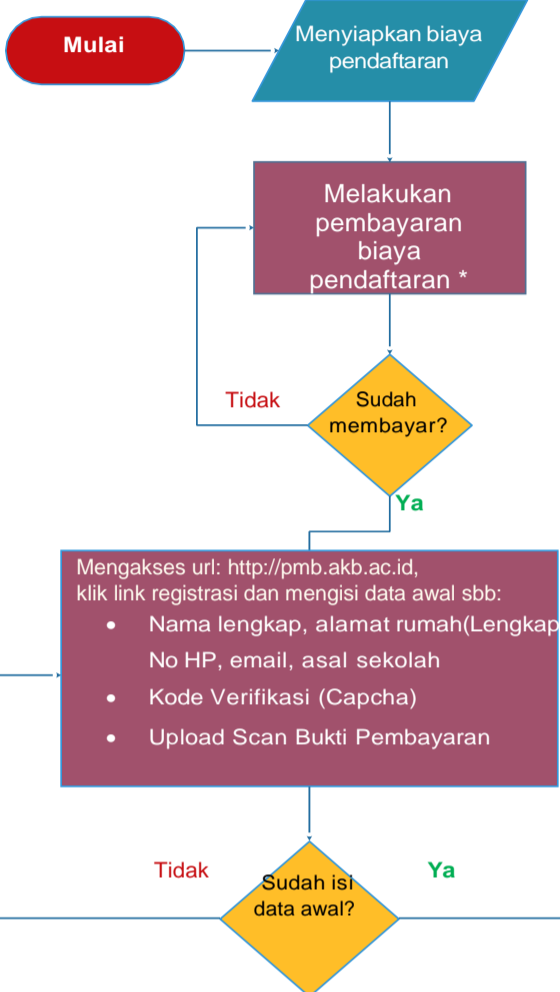 Mulai
Menyiapkan biaya
pendaftaran
Melakukan
pembayaran
biaya
pendaftaran *
Tidak
Sudah
membayar?
Ya
Mengakses url: http://pmb.akb.ac.id,
klik link registrasi dan mengisi data awal sbb:
• Nama lengkap, alamat rumah(Lengkap
No HP, email, asal sekolah
• Kode Verifikasi (Capcha)
• Upload Scan Bukti Pembayaran
Tidak
Ya
Sudah isi
data awal?